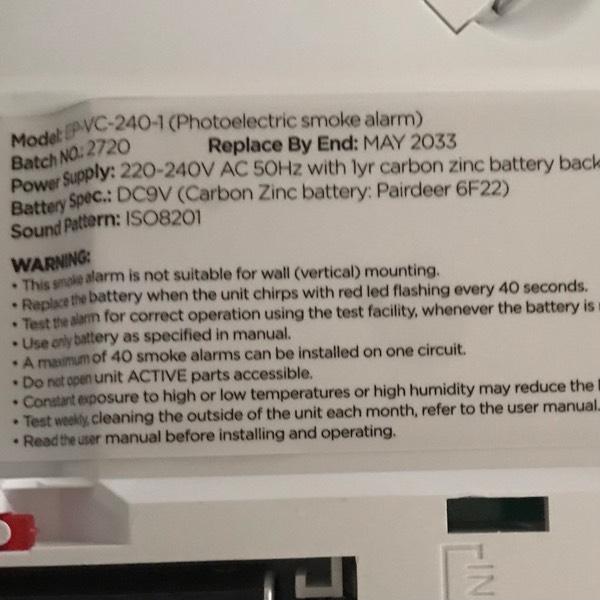 Model: EP-VC-240-1 (Photoelectric smoke alarm)
Batch NO.: 2720 Replace By End: MAY 2033
Power Supply: 220-240V AC 50Hz with 1yr carbon zinc battery back
Battery Spec.: DC9V (Carbon Zinc battery: Pairdeer 6F22)
Sound Pattern: ISO8201
WARNING:
• This smoke alarm is not suitable for wall (vertical) mounting.
• Replace the battery when the unit chirps with red led flashing every 40 seconds.
• Test the alarm for correct operation using the test facility, whenever the battery is
• Use only battery as specified in manual.
• A maximum of 40 smoke alarms can be installed on one circuit.
• Do not open unit ACTIVE parts accessible.
• Constant exposure to high or low temperatures or high humidity may reduce the
• Test weekly, cleaning the outside of the unit each month, refer to the user manual.
• Read the user manual before installing and operating.
IN